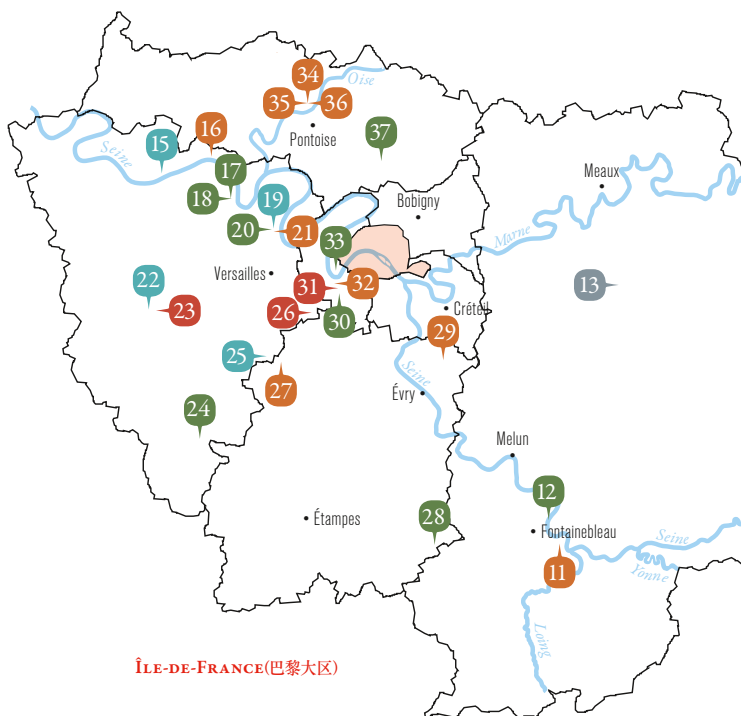 34
Oise
35
36
Pontoise
37
16
15
Seine
17
Meaux
18
19
Bobigny
20
21
33
Marne
Versailles
22
31
32
13
23
26
Créteil
30
29
25
Seine
27
Évry
24
Melun
12
28
Étampes
Fontainebleau
Seine
11
Yonne
Loing
ÎLE-DE-FRANCE(巴黎大区)